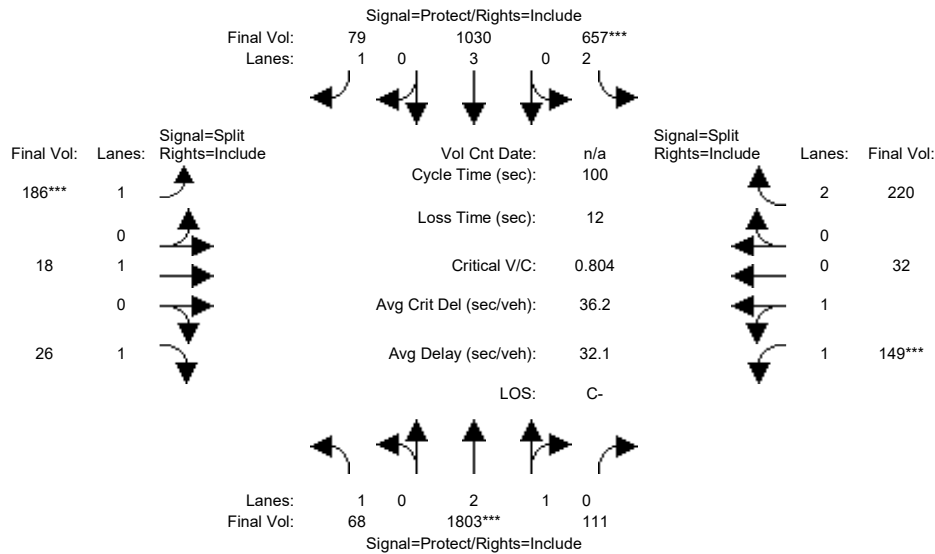 Signal=Protect/Rights=Include
Final Vol: 79 1030 657***
Lanes: 1 0 3 0 2
Signal=Split
Final Vol: Lanes: Rights=Include
Vol Cnt Date: n/a
Signal=Split
Rights=Include Lanes: Final Vol:
Cycle Time (sec): 100
186*** 1
2 220
Loss Time (sec): 12
0
0
18 1
Critical V/C: 0.804
0 32
0
Avg Crit Del (sec/veh): 36.2
1
26 1
Avg Delay (sec/veh): 32.1
1 149***
LOS: C-
Lanes: 1 0 2 1 0
Final Vol: 68 1803*** 111
Signal=Protect/Rights=Include